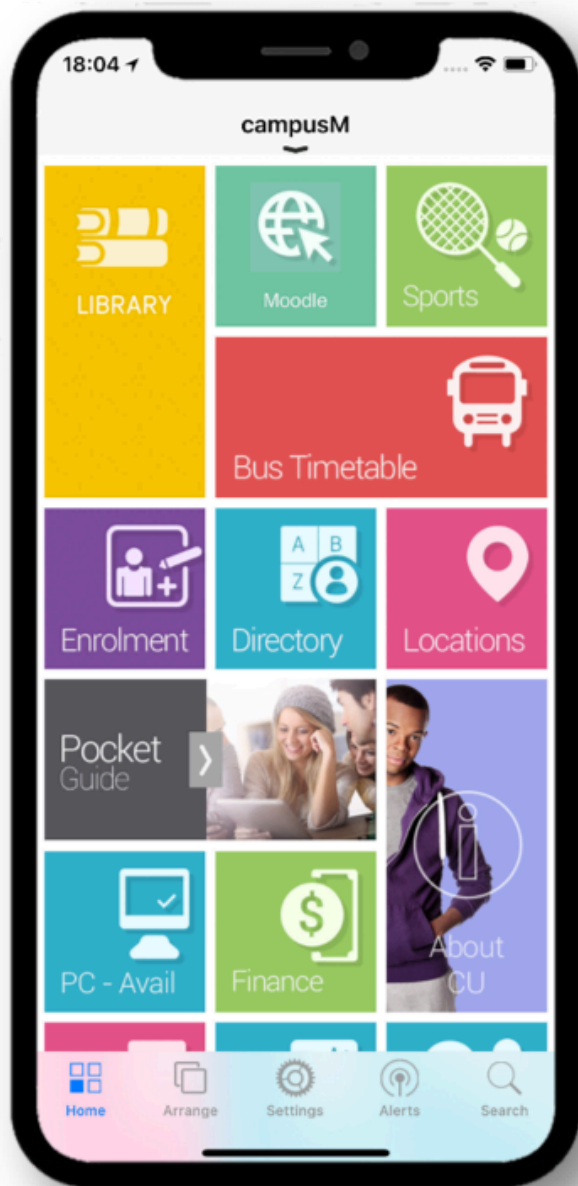 18:04
campusM
LIBRARY
Moodle
Sports
Bus Timetable
Enrolment
A B
Z
Directory
Locations
Pocket
Guide
PC - Avail
$
Finance
About
CU
Home
Arrange
Settings
Alerts
Search